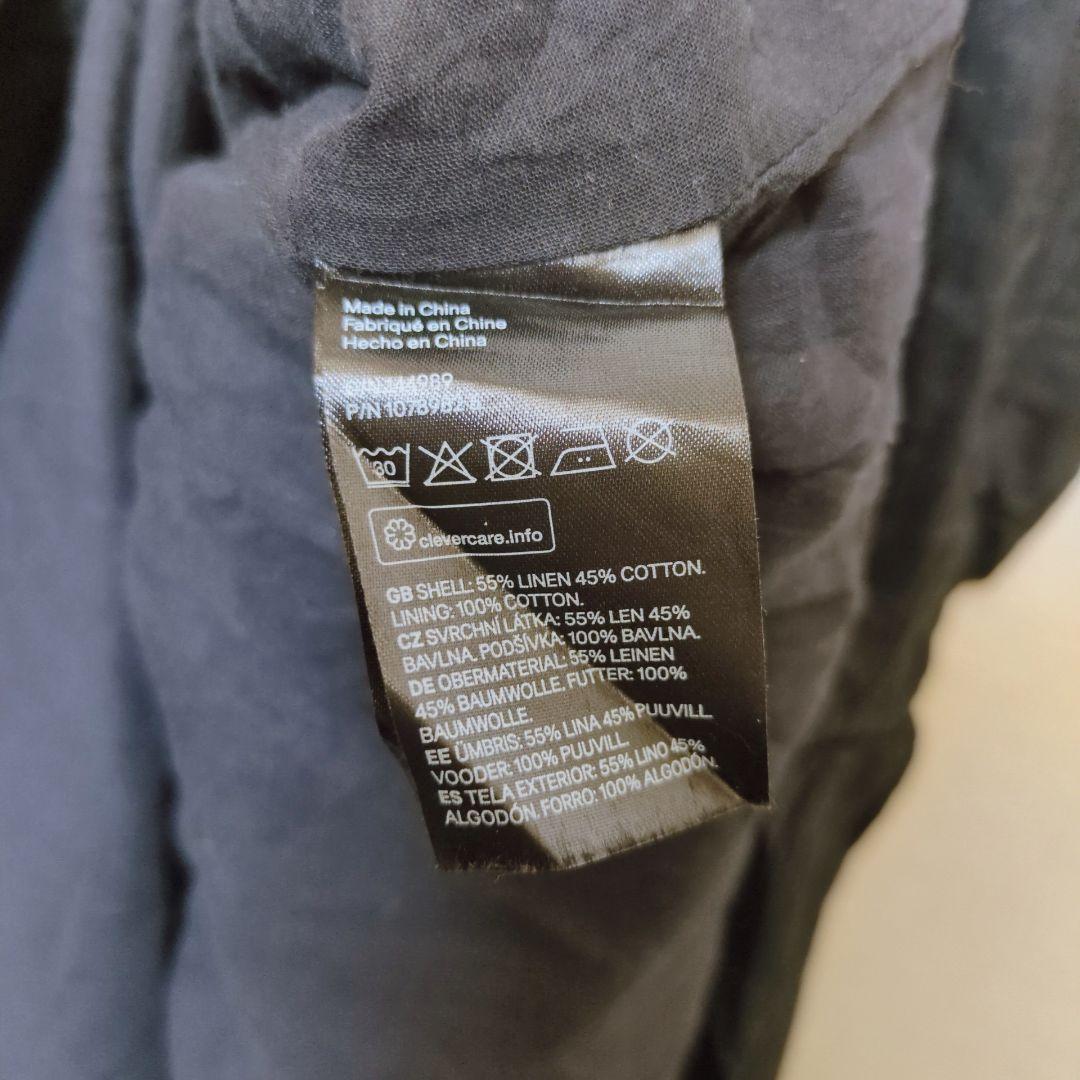 Made in China
Fabriqué en Chine
Hecho en China
P/N
30
clevercare.info
GB SHELL: 55% LINEN 45% COTTON.
LINING: 100% COTTON.
CZ SVRCHNÍ LÁTKA: 55% LEN 45%
BAVLNA. PODŠÍVKA: 100% BAVLNA.
DE OBERMATERIAL: 55% LEINEN
45% BAUMWOLLE. FUTTER: 100%
BAUMWOLLE.
EE ÜMBRIS: 55% LINA 45% PUUVILL
VOODER: 100% PUUVILL
ES TELA EXTERIOR: 55% LINO 45%
ALGODÓN. FORRO: 100% ALGODÓN.